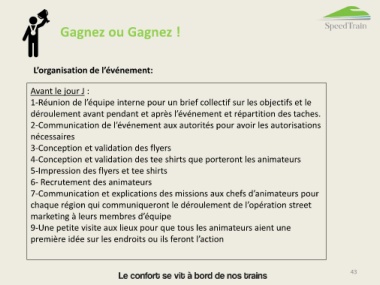 SpeedTrain
Gagnez ou Gagnez !
L'organisation de l'événement:
Avant le jour J :
1-Réunion de l'équipe interne pour un brief collectif sur les objectifs et le
déroulement avant pendant et après l'événement et répartition des taches.
2-Communication de l'événement aux autorités pour avoir les autorisations
nécessaires
3-Conception et validation des flyers
4-Conception et validation des tee shirts que porteront les animateurs
5-Impression des flyers et tee shirts
6- Recrutement des animateurs
7-Communication et explications des missions aux chefs d'animateurs pour
chaque région qui communiqueront le déroulement de l'opération street
marketing à leurs membres d'équipe
9-Une petite visite aux lieux pour que tous les animateurs aient une
première idée sur les endroits ou ils feront l'action
Le confort se vit à bord de nos trains
43